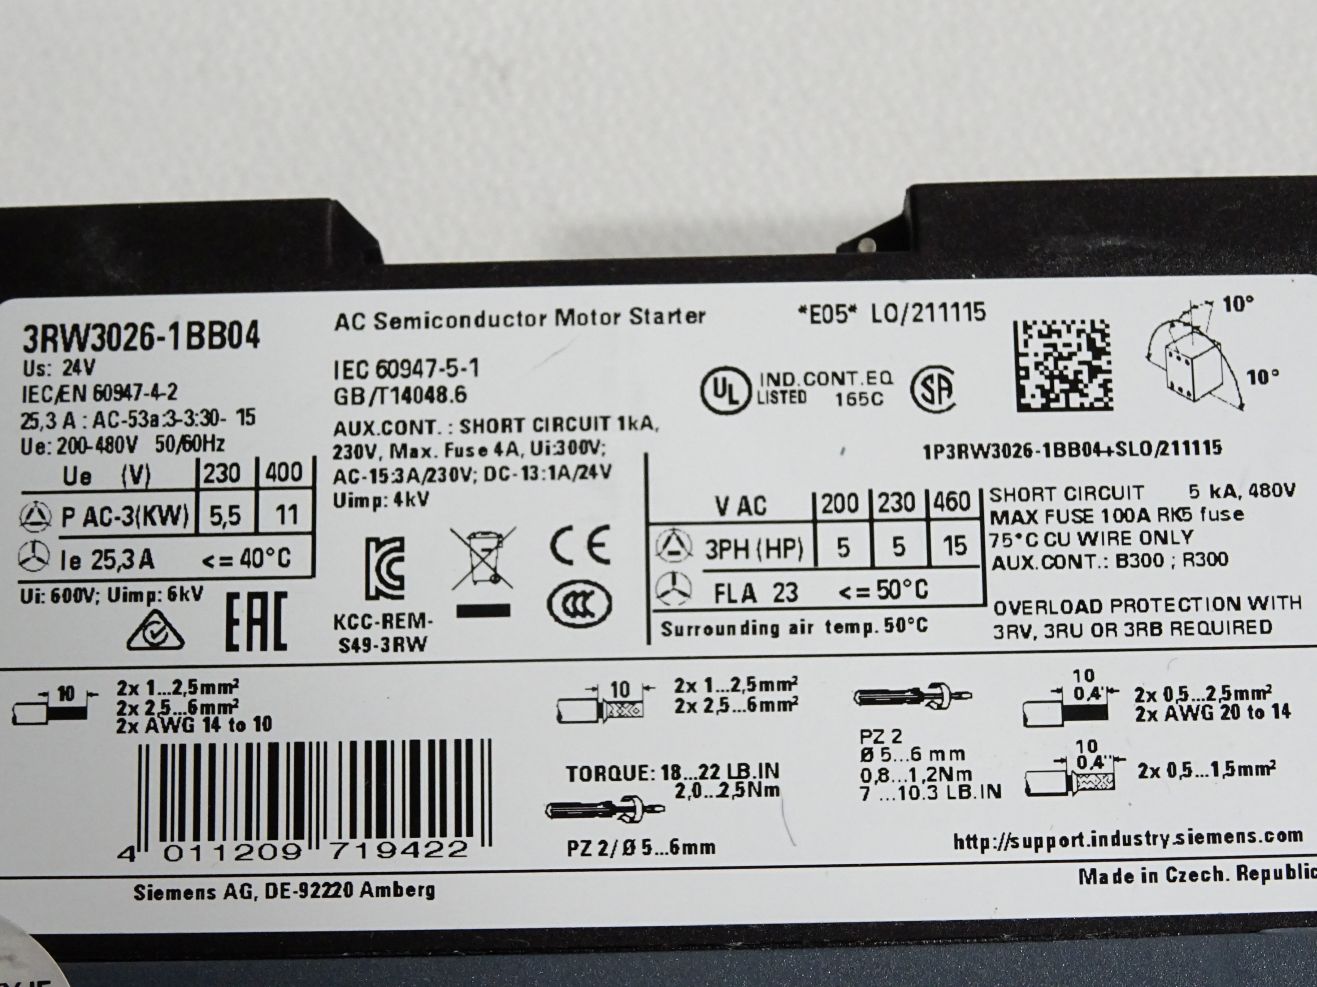 3RW3026-1BB04
Us: 24V
IEC/EN 60947-4-2
25,3 A : AC-53a:3-3:30- 15
Ue: 200-480V 50/60Hz
Ue (V) 230 400
P AC-3(KW) 5,5 11
Ie 25,3 A <= 40°C
Ui: 600V; Uimp: 6kV
EAC
AC Semiconductor Motor Starter
IEC 60947-5-1
GB/T14048.6
AUX.CONT. : SHORT CIRCUIT 1kA,
230V, Max. Fuse 4A, Ui:300V;
AC-15:3A/230V; DC-13:1A/24V
Uimp: 4kV
KCC-REM-
S49-3RW
CE
CCC
*E05* LO/211115
UL
LISTED
IND.CONT.EQ
165C
SA
10°
10°
1P3RW3026-1BB04+SLO/211115
V AC 200 230 460
3PH (HP) 5 5 15
FLA 23 <= 50°C
Surrounding air temp. 50°C
SHORT CIRCUIT 5 kA, 480V
MAX FUSE 100A RK5 fuse
75°C CU WIRE ONLY
AUX.CONT.: B300 ; R300
OVERLOAD PROTECTION WITH
3RV, 3RU OR 3RB REQUIRED
10
2x 1...2,5mm²
2x 2,5...6mm²
2x AWG 14 to 10
10
2x 1...2,5mm²
2x 2,5...6mm²
TORQUE: 18...22 LB.IN
2,0...2,5Nm
PZ 2/Ø 5...6mm
PZ 2
Ø 5...6 mm
0,8...1,2Nm
7 ...10.3 LB.IN
10
0,4"
2x 0,5...2,5mm²
2x AWG 20 to 14
10
0,4"
2x 0,5...1,5mm²
4 011209 719422
http://support.industry.siemens.com
Siemens AG, DE-92220 Amberg
Made in Czech. Republic